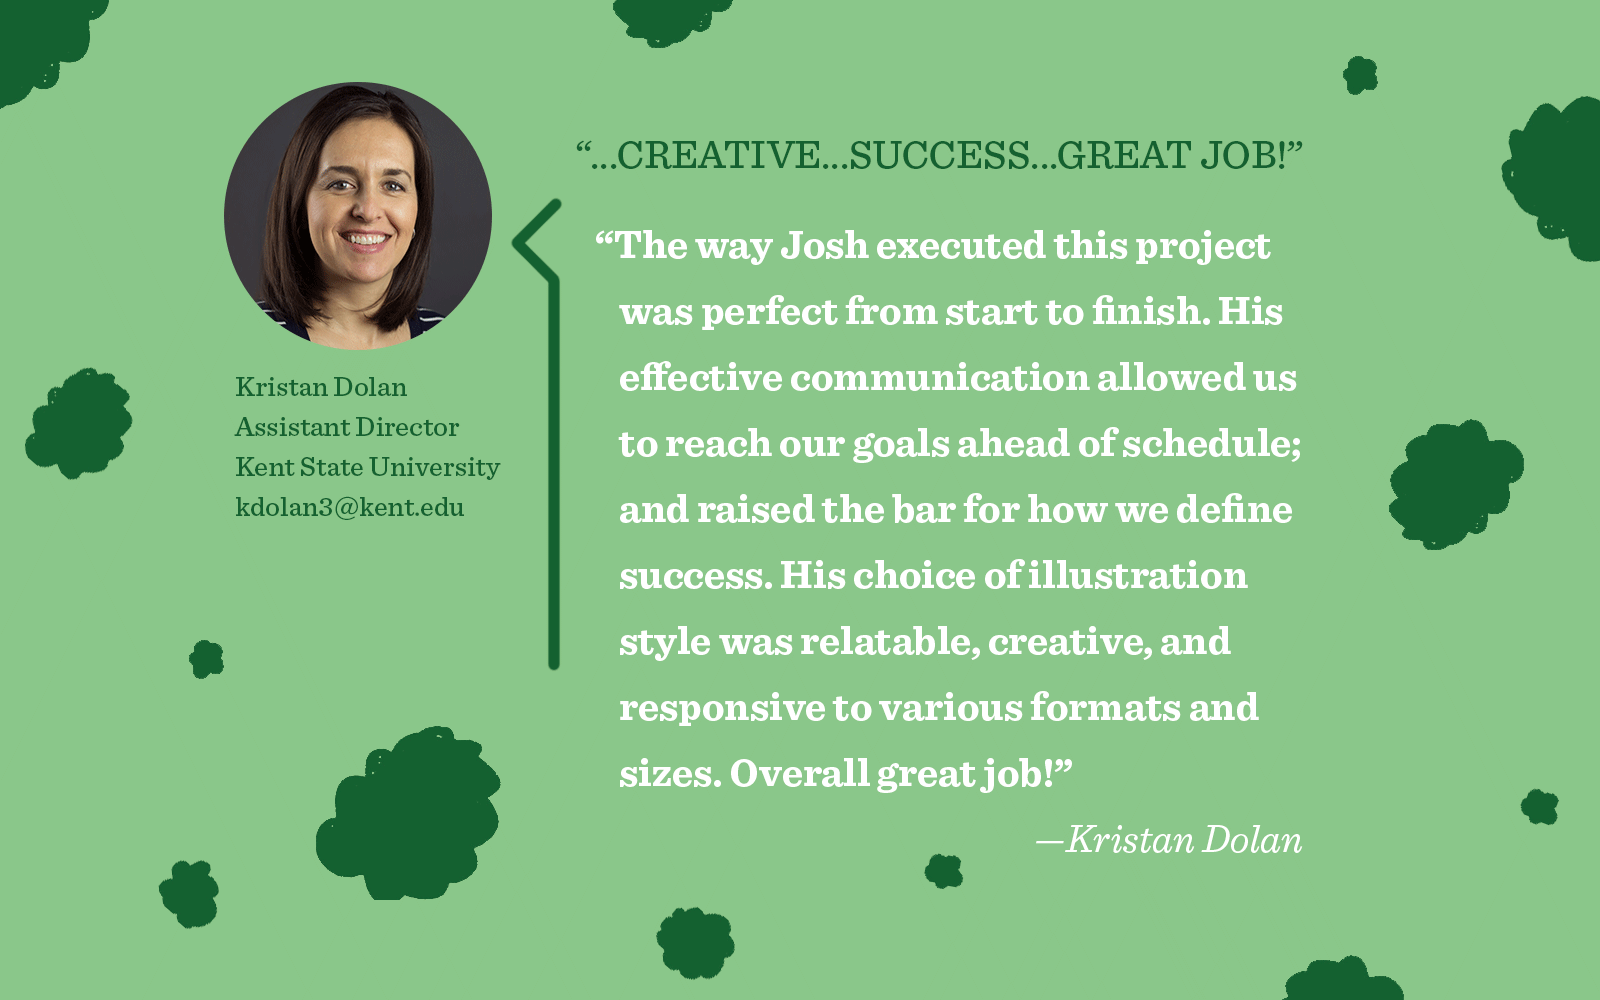 “...CREATIVE...SUCCESS...GREAT JOB!”
“The way Josh executed this project
was perfect from start to finish. His
effective communication allowed us
to reach our goals ahead of schedule;
and raised the bar for how we define
success. His choice of illustration
style was relatable, creative, and
responsive to various formats and
sizes. Overall great job!”
—Kristan Dolan
Kristan Dolan
Assistant Director
Kent State University
kdolan3@kent.edu